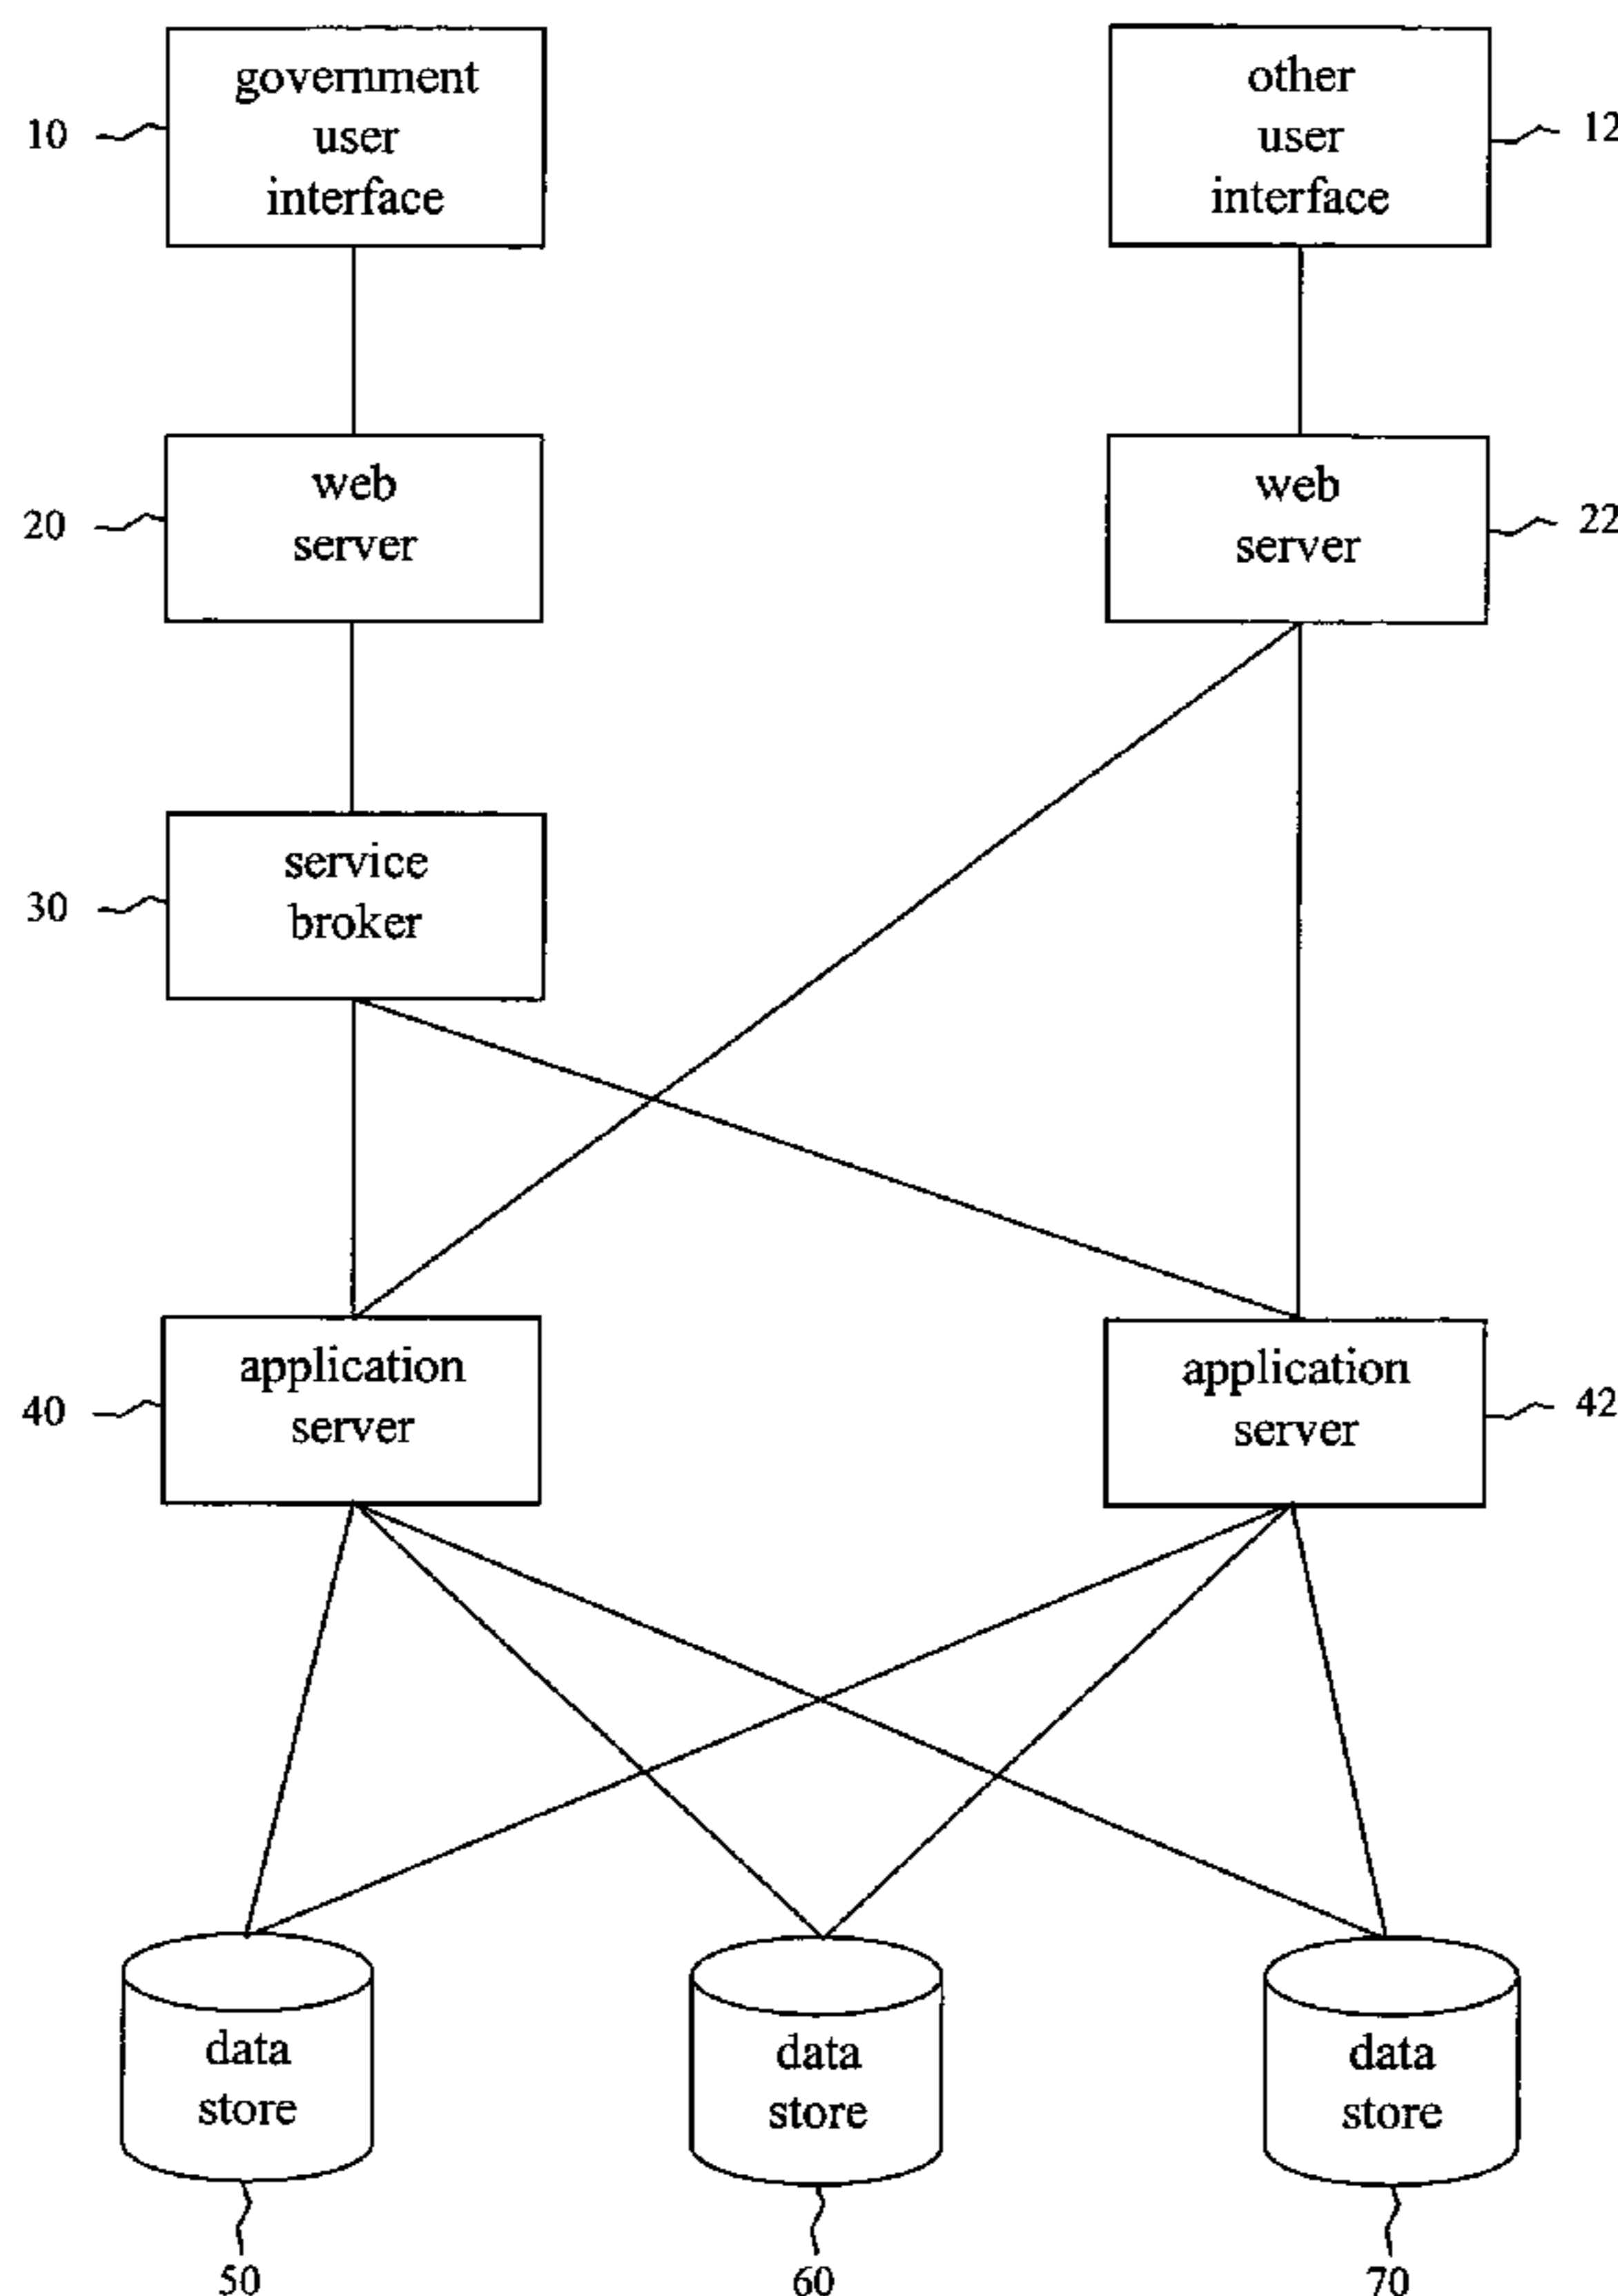 government
user
interface
10
other
user
interface
12
web
server
20
web
server
22
service
broker
30
application
server
40
application
server
42
data
store
50
data
store
60
data
store
70